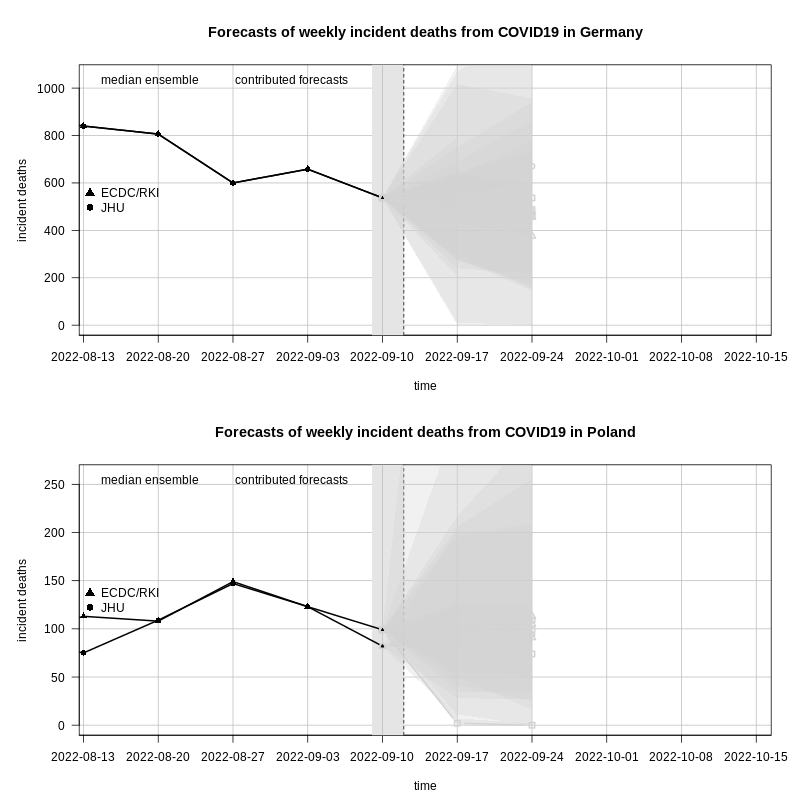 Forecasts of weekly incident deaths from COVID19 in Germany
median ensemble contributed forecasts
1000
800
600
400
200
0
incident deaths
ECDC/RKI
JHU
2022-08-13 2022-08-20 2022-08-27 2022-09-03 2022-09-10 2022-09-17 2022-09-24 2022-10-01 2022-10-08 2022-10-15
time
Forecasts of weekly incident deaths from COVID19 in Poland
median ensemble contributed forecasts
250
200
150
100
50
0
incident deaths
ECDC/RKI
JHU
2022-08-13 2022-08-20 2022-08-27 2022-09-03 2022-09-10 2022-09-17 2022-09-24 2022-10-01 2022-10-08 2022-10-15
time